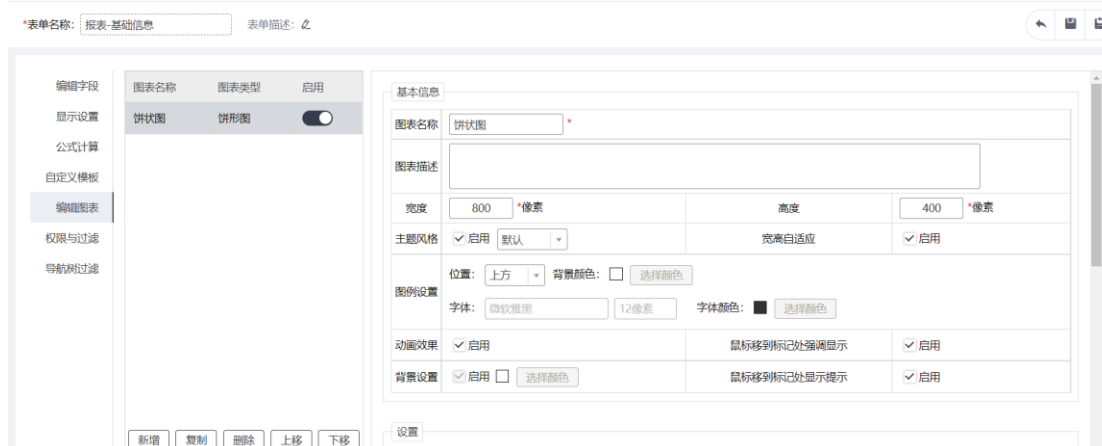 *表单名称: 报表-基础信息 表单描述:
编辑字段
显示设置
公式计算
自定义模板
编辑图表
权限与过滤
导航树过滤
图表名称 图表类型 启用
饼状图 饼形图
新增 复制 删除 上移 下移
基本信息
图表名称 饼状图 *
图表描述
宽度 800 *像素 高度 400 *像素
主题风格 启用 默认 宽高自适应 启用
图例设置 位置: 上方 背景颜色: 选择颜色
字体: 微软雅黑 12像素 字体颜色: 选择颜色
动画效果 启用 鼠标移到标记处强调显示 启用
背景设置 启用 选择颜色 鼠标移到标记处显示提示 启用
设置